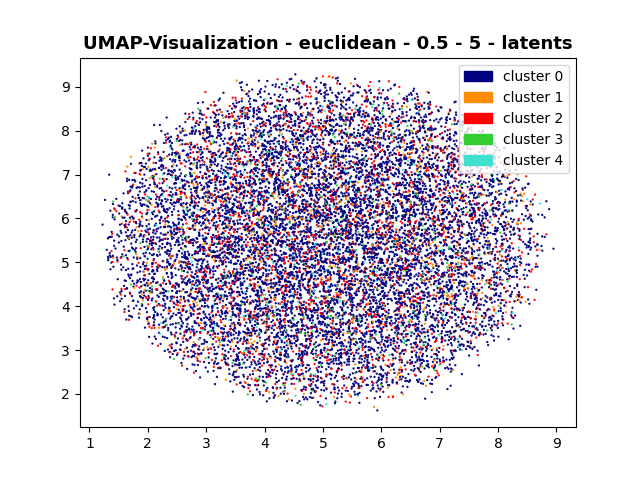 UMAP-Visualization - euclidean - 0.5 - 5 - latents
cluster 0
cluster 1
cluster 2
cluster 3
cluster 4
9
8
7
6
5
4
3
2
1 2 3 4 5 6 7 8 9